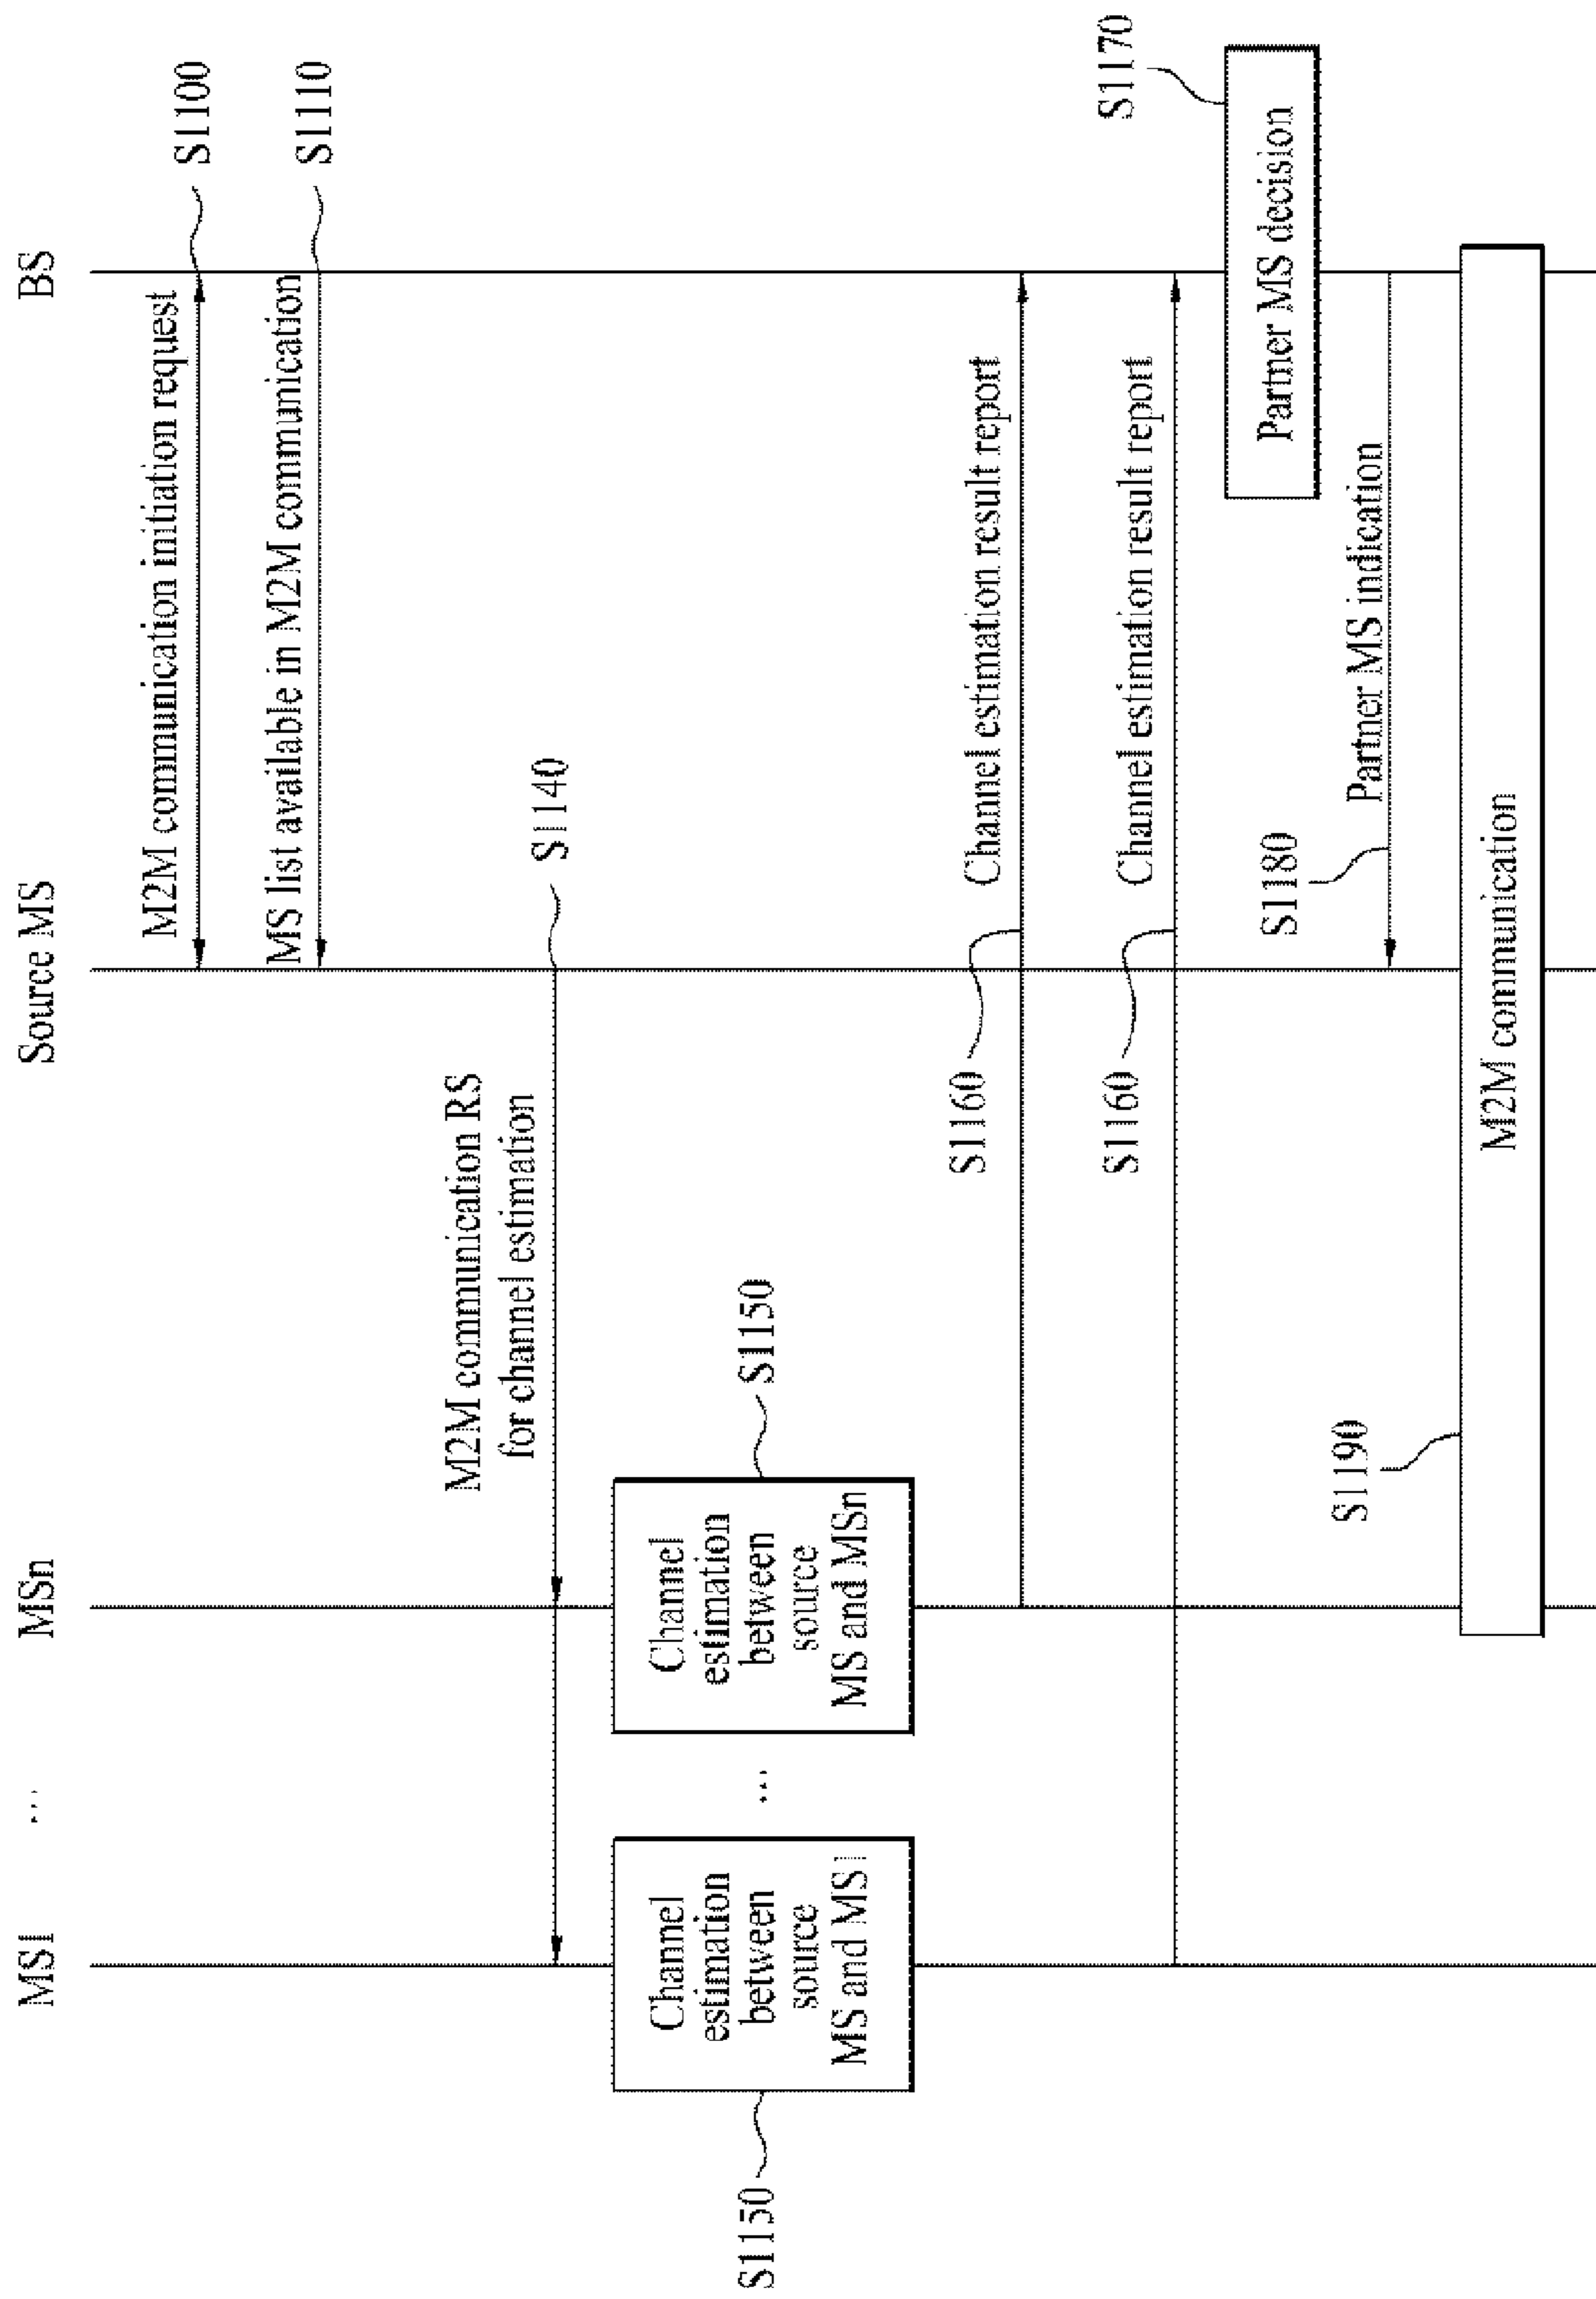 MS1
...
MSn
Source MS
BS
M2M communication initiation request
S1100
MS list available in M2M communication
S1110
M2M communication RS
for channel estimation
S1140
S1150
Channel
estimation
between
source
MS and MS1
...
Channel
estimation
between
source
MS and MSn
S1150
S1160
Channel estimation result report
S1160
Channel estimation result report
Partner MS decision
S1170
S1180
Partner MS indication
S1190
M2M communication